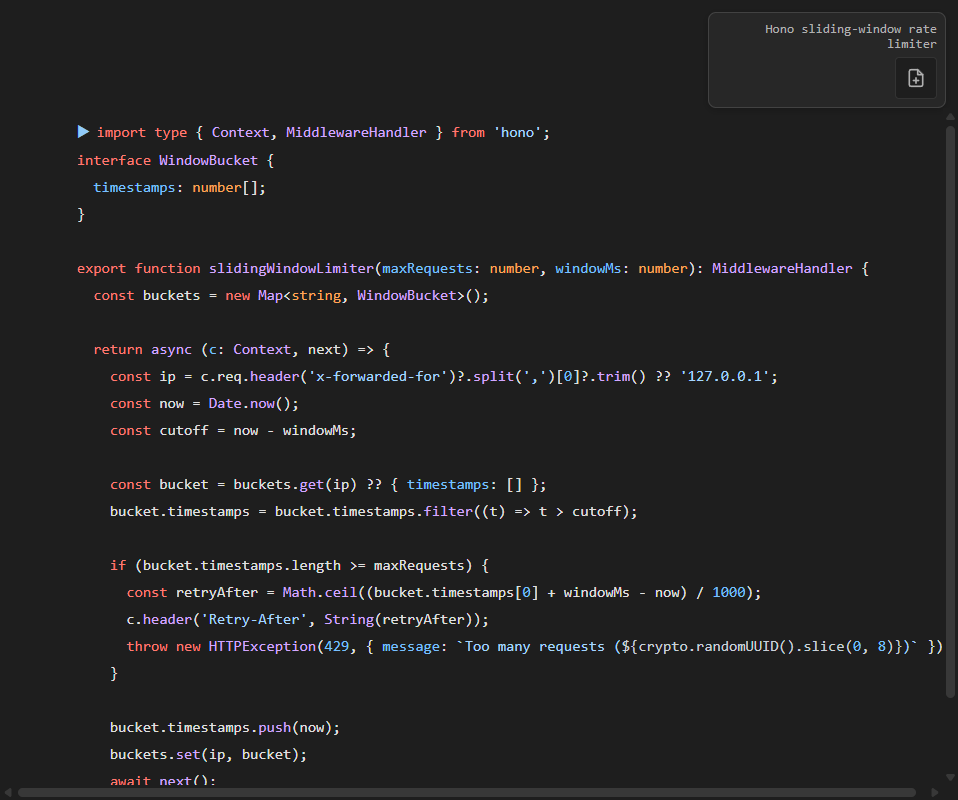 Hono sliding-window rate
limiter
import type { Context, MiddlewareHandler } from 'hono';
interface WindowBucket {
  timestamps: number[];
}

export function slidingWindowLimiter(maxRequests: number, windowMs: number): MiddlewareHandler {
  const buckets = new Map<string, WindowBucket>();

  return async (c: Context, next) => {
    const ip = c.req.header('x-forwarded-for')?.split(',')[0]?.trim() ?? '127.0.0.1';
    const now = Date.now();
    const cutoff = now - windowMs;

    const bucket = buckets.get(ip) ?? { timestamps: [] };
    bucket.timestamps = bucket.timestamps.filter((t) => t > cutoff);

    if (bucket.timestamps.length >= maxRequests) {
      const retryAfter = Math.ceil((bucket.timestamps[0] + windowMs - now) / 1000);
      c.header('Retry-After', String(retryAfter));
      throw new HTTPException(429, { message: `Too many requests (${crypto.randomUUID().slice(0, 8)})` })
    }

    bucket.timestamps.push(now);
    buckets.set(ip, bucket);
    await next();